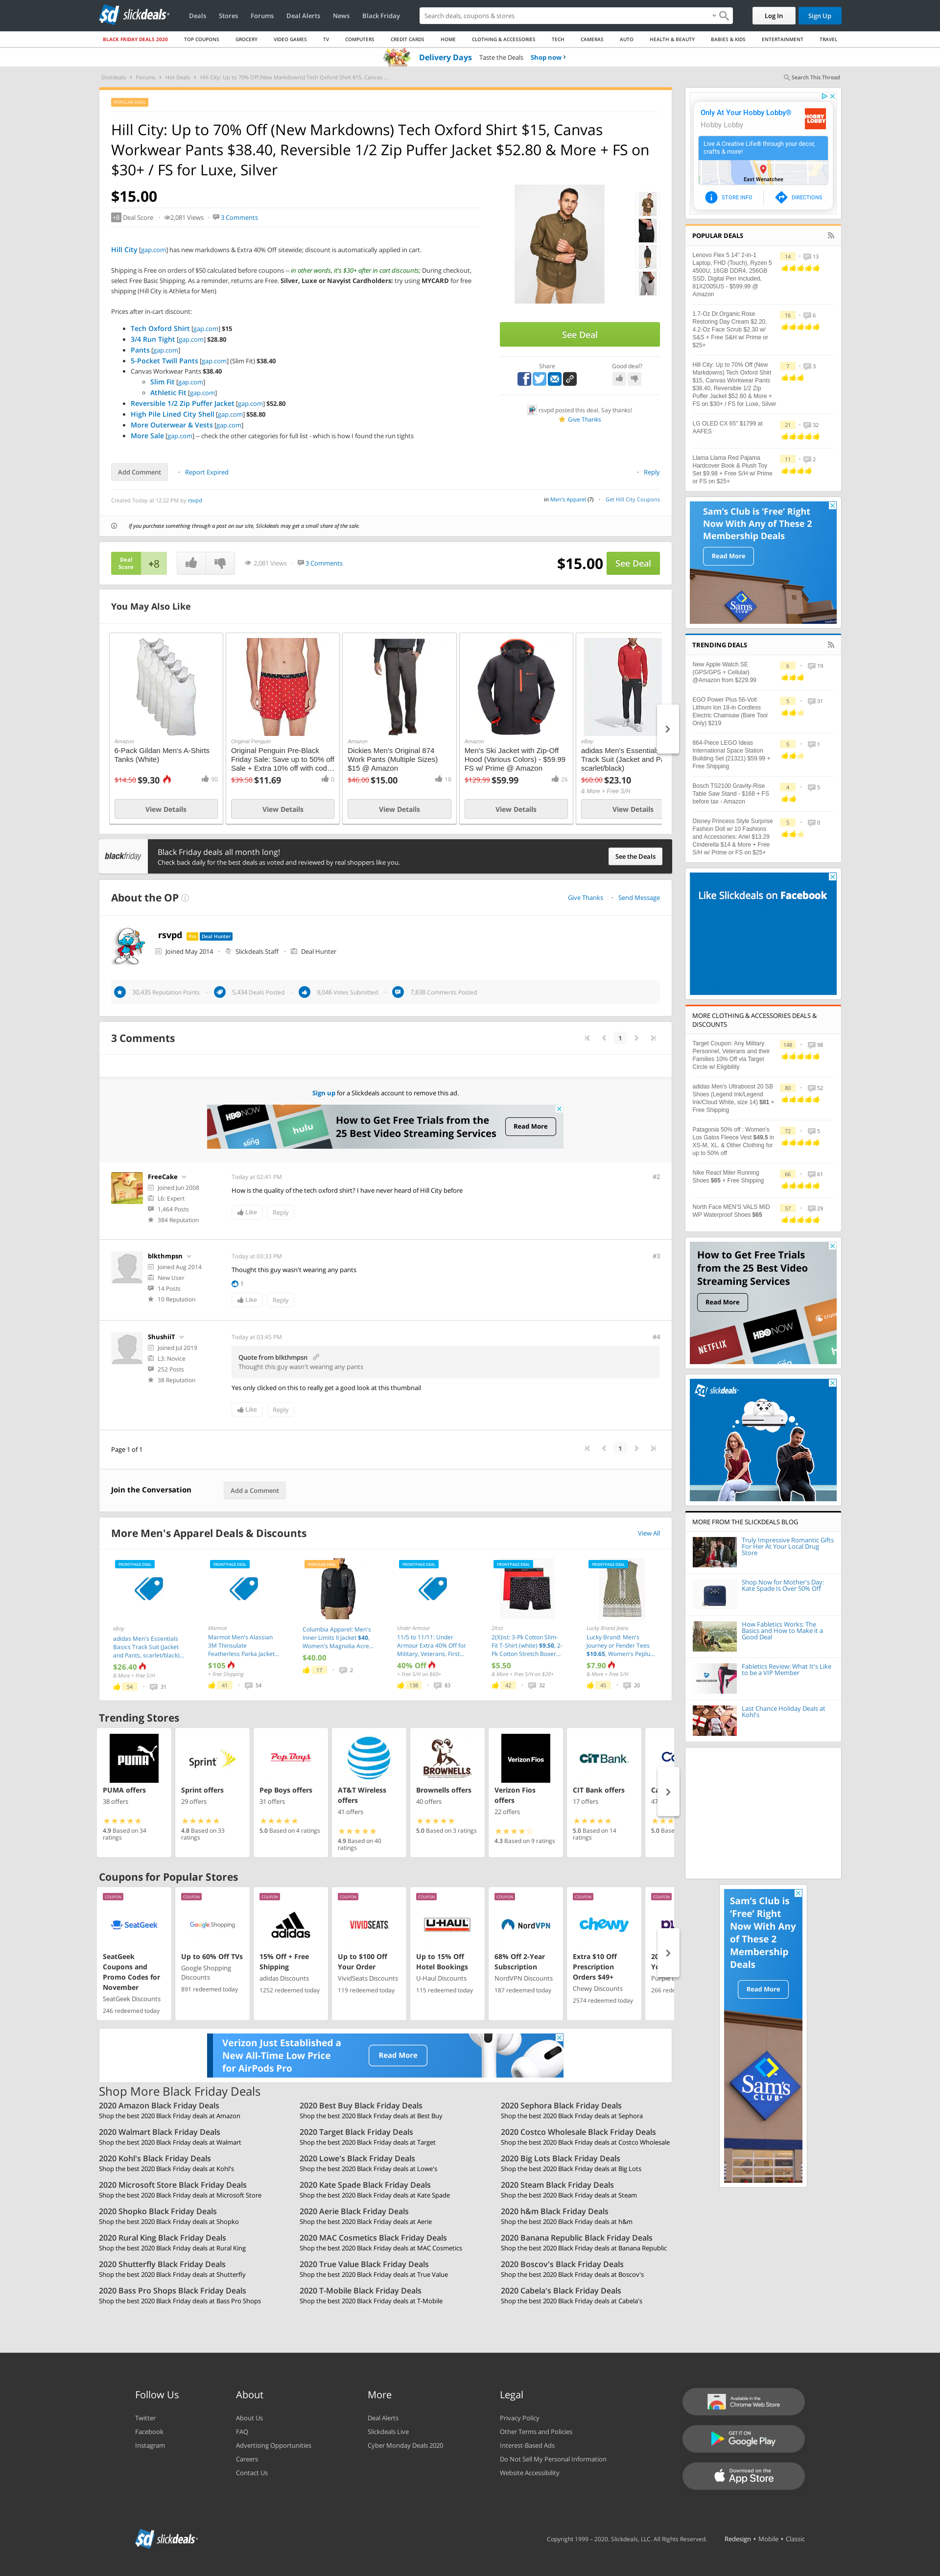 slickdeals
Deals Stores Forums Deal Alerts News Black Friday
Search deals, coupons & stores
Log In Sign Up
BLACK FRIDAY DEALS 2020 TOP COUPONS GROCERY VIDEO GAMES TV COMPUTERS CREDIT CARDS HOME CLOTHING & ACCESSORIES TECH CAMERAS AUTO HEALTH & BEAUTY BABIES & KIDS ENTERTAINMENT TRAVEL
Delivery Days Taste the Deals Shop now
Slickdeals Forums Hot Deals Hill City: Up to 70% Off (New Markdowns) Tech Oxford Shirt $15, Canvas ...
Search This Thread
POPULAR DEAL
Hill City: Up to 70% Off (New Markdowns) Tech Oxford Shirt $15, Canvas
Workwear Pants $38.40, Reversible 1/2 Zip Puffer Jacket $52.80 & More + FS on
$30+ / FS for Luxe, Silver
$15.00
+8 Deal Score 2,081 Views 3 Comments
Hill City [gap.com] has new markdowns & Extra 40% Off sitewide; discount is automatically applied in cart.
Shipping is Free on orders of $50 calculated before coupons -- in other words, it's $30+ after in cart discounts; During checkout,
select Free Basic Shipping. As a reminder, returns are Free. Silver, Luxe or Navyist Cardholders: try using MYCARD for free
shipping (Hill City is Athleta for Men)
Prices after in-cart discount:
Tech Oxford Shirt [gap.com] $15
3/4 Run Tight [gap.com] $28.80
Pants [gap.com]
5-Pocket Twill Pants [gap.com] (Slim Fit) $38.40
Canvas Workwear Pants $38.40
Slim Fit [gap.com]
Athletic Fit [gap.com]
Reversible 1/2 Zip Puffer Jacket [gap.com] $52.80
High Pile Lined City Shell [gap.com] $58.80
More Outerwear & Vests [gap.com]
More Sale [gap.com] -- check the other categories for full list - which is how I found the run tights
See Deal
Share Good deal?
rsvpd posted this deal. Say thanks!
Give Thanks
Add Comment Report Expired Reply
Created Today at 12:22 PM by rsvpd
in Men's Apparel (7) Get Hill City Coupons
If you purchase something through a post on our site, Slickdeals may get a small share of the sale.
Deal
Score +8 2,081 Views 3 Comments $15.00 See Deal
You May Also Like
Amazon
6-Pack Gildan Men's A-Shirts
Tanks (White)
$14.50 $9.30 90
View Details
Original Penguin
Original Penguin Pre-Black
Friday Sale: Save up to 50% off
Sale + Extra 10% off with cod...
$39.50 $11.69 0
View Details
Amazon
Dickies Men's Original 874
Work Pants (Multiple Sizes)
$15 @ Amazon
$46.00 $15.00 18
View Details
Amazon
Men's Ski Jacket with Zip-Off
Hood (Various Colors) - $59.99
FS w/ Prime @ Amazon
$129.99 $59.99 26
View Details
eBay
adidas Men's Essentials
Track Suit (Jacket and Pa
scarlet/black)
$60.00 $23.10
& More + Free S/H
View Details
blackfriday
Black Friday deals all month long!
Check back daily for the best deals as voted and reviewed by real shoppers like you.
See the Deals
About the OP
Give Thanks Send Message
rsvpd Pro Deal Hunter
Joined May 2014 Slickdeals Staff Deal Hunter
30,435 Reputation Points 5,434 Deals Posted 9,046 Votes Submitted 7,838 Comments Posted
3 Comments
1
Sign up for a Slickdeals account to remove this ad.
HBO NOW
sling
hulu
How to Get Free Trials from the
25 Best Video Streaming Services
Read More
FreeCake
Joined Jun 2008
L6: Expert
1,464 Posts
384 Reputation
Today at 02:41 PM #2
How is the quality of the tech oxford shirt? I have never heard of Hill City before
Like Reply
blkthmpsn
Joined Aug 2014
New User
14 Posts
10 Reputation
Today at 03:33 PM #3
Thought this guy wasn't wearing any pants
1
Like Reply
ShushiiT
Joined Jul 2019
L3: Novice
252 Posts
38 Reputation
Today at 03:45 PM #4
Quote from blkthmpsn
Thought this guy wasn't wearing any pants
Yes only clicked on this to really get a good look at this thumbnail
Like Reply
Page 1 of 1
1
Join the Conversation Add a Comment
More Men's Apparel Deals & Discounts
View All
FRONTPAGE DEAL
eBay
adidas Men's Essentials
Basics Track Suit (Jacket
and Pants, scarlet/black)...
$26.40
& More + Free S/H
54 31
FRONTPAGE DEAL
Marmot
Marmot Men's Alassian
3M Thinsulate
Featherless Parka Jacket...
$105
+ Free Shipping
41 54
POPULAR DEAL
Columbia Apparel: Men's
Inner Limits II Jacket $40,
Women's Magnolia Acre...
$40.00
17 2
FRONTPAGE DEAL
Under Armour
11/5 to 11/11: Under
Armour Extra 40% Off for
Military, Veterans, First...
40% Off
+ Free S/H on $60+
138 83
FRONTPAGE DEAL
2(X)ist
2(X)ist: 3-Pk Cotton Slim-
Fit T-Shirt (white) $9.50, 2-
Pk Cotton Stretch Boxer...
$5.50
& More + Free S/H on $20+
42 32
FRONTPAGE DEAL
Lucky Brand Jeans
Lucky Brand: Men's
Journey or Fender Tees
$10.65, Women's Peplu...
$7.90
& More + Free S/H
45 20
Trending Stores
PUMA
PUMA offers
38 offers
4.9 Based on 34
ratings
Sprint
Sprint offers
29 offers
4.8 Based on 33
ratings
Pep Boys
Pep Boys offers
31 offers
5.0 Based on 4 ratings
AT&T Wireless
offers
41 offers
4.9 Based on 40
ratings
BROWNELLS
Brownells offers
40 offers
5.0 Based on 3 ratings
Verizon Fios
Verizon Fios
offers
22 offers
4.3 Based on 9 ratings
CIT Bank
CIT Bank offers
17 offers
5.0 Based on 14
ratings
Ca
47
5.0 Base
Coupons for Popular Stores
COUPON
SeatGeek
SeatGeek
Coupons and
Promo Codes for
November
SeatGeek Discounts
246 redeemed today
COUPON
Google Shopping
Up to 60% Off TVs
Google Shopping
Discounts
891 redeemed today
COUPON
adidas
15% Off + Free
Shipping
adidas Discounts
1252 redeemed today
COUPON
VIVIDSEATS
Up to $100 Off
Your Order
VividSeats Discounts
119 redeemed today
COUPON
U-HAUL
Up to 15% Off
Hotel Bookings
U-Haul Discounts
115 redeemed today
COUPON
NordVPN
68% Off 2-Year
Subscription
NordVPN Discounts
187 redeemed today
COUPON
chewy
Extra $10 Off
Prescription
Orders $49+
Chewy Discounts
2574 redeemed today
COUPON
20
Yo
Purple
266 rede
Verizon Just Established a
New All-Time Low Price
for AirPods Pro
Read More
Shop More Black Friday Deals
2020 Amazon Black Friday Deals
Shop the best 2020 Black Friday deals at Amazon
2020 Best Buy Black Friday Deals
Shop the best 2020 Black Friday deals at Best Buy
2020 Sephora Black Friday Deals
Shop the best 2020 Black Friday deals at Sephora
2020 Walmart Black Friday Deals
Shop the best 2020 Black Friday deals at Walmart
2020 Target Black Friday Deals
Shop the best 2020 Black Friday deals at Target
2020 Costco Wholesale Black Friday Deals
Shop the best 2020 Black Friday deals at Costco Wholesale
2020 Kohl's Black Friday Deals
Shop the best 2020 Black Friday deals at Kohl's
2020 Lowe's Black Friday Deals
Shop the best 2020 Black Friday deals at Lowe's
2020 Big Lots Black Friday Deals
Shop the best 2020 Black Friday deals at Big Lots
2020 Microsoft Store Black Friday Deals
Shop the best 2020 Black Friday deals at Microsoft Store
2020 Kate Spade Black Friday Deals
Shop the best 2020 Black Friday deals at Kate Spade
2020 Steam Black Friday Deals
Shop the best 2020 Black Friday deals at Steam
2020 Shopko Black Friday Deals
Shop the best 2020 Black Friday deals at Shopko
2020 Aerie Black Friday Deals
Shop the best 2020 Black Friday deals at Aerie
2020 h&m Black Friday Deals
Shop the best 2020 Black Friday deals at h&m
2020 Rural King Black Friday Deals
Shop the best 2020 Black Friday deals at Rural King
2020 MAC Cosmetics Black Friday Deals
Shop the best 2020 Black Friday deals at MAC Cosmetics
2020 Banana Republic Black Friday Deals
Shop the best 2020 Black Friday deals at Banana Republic
2020 Shutterfly Black Friday Deals
Shop the best 2020 Black Friday deals at Shutterfly
2020 True Value Black Friday Deals
Shop the best 2020 Black Friday deals at True Value
2020 Boscov's Black Friday Deals
Shop the best 2020 Black Friday deals at Boscov's
2020 Bass Pro Shops Black Friday Deals
Shop the best 2020 Black Friday deals at Bass Pro Shops
2020 T-Mobile Black Friday Deals
Shop the best 2020 Black Friday deals at T-Mobile
2020 Cabela's Black Friday Deals
Shop the best 2020 Black Friday deals at Cabela's
Only At Your Hobby Lobby®
Hobby Lobby
HOBBY LOBBY
Live A Creative Life® through your decor,
crafts & more!
East Wenatchee
STORE INFO DIRECTIONS
POPULAR DEALS
Lenovo Flex 5 14" 2-in-1
Laptop, FHD (Touch), Ryzen 5
4500U, 16GB DDR4, 256GB
SSD, Digital Pen Included,
81X2005US - $599.99 @
Amazon
14 13
1.7-Oz Dr.Organic Rose
Restoring Day Cream $2.20,
4.2-Oz Face Scrub $2.30 w/
S&S + Free S&H w/ Prime or
$25+
16 6
Hill City: Up to 70% Off (New
Markdowns) Tech Oxford Shirt
$15, Canvas Workwear Pants
$38.40, Reversible 1/2 Zip
Puffer Jacket $52.80 & More +
FS on $30+ / FS for Luxe, Silver
7 3
LG OLED CX 65" $1799 at
AAFES
21 32
Llama Llama Red Pajama
Hardcover Book & Plush Toy
Set $9.98 + Free S/H w/ Prime
or FS on $25+
11 2
Sam's Club is 'Free' Right
Now With Any of These 2
Membership Deals
Read More
Sam's
CLUB
TRENDING DEALS
New Apple Watch SE
(GPS/GPS + Cellular)
@Amazon from $229.99
6 19
EGO Power Plus 56-Volt
Lithium Ion 18-in Cordless
Electric Chainsaw (Bare Tool
Only) $219
5 31
864-Piece LEGO Ideas
International Space Station
Building Set (21321) $59.99 +
Free Shipping
5 1
Bosch TS2100 Gravity-Rise
Table Saw Stand - $168 + FS
before tax - Amazon
4 5
Disney Princess Style Surprise
Fashion Doll w/ 10 Fashions
and Accessories: Ariel $13.29
Cinderella $14 & More + Free
S/H w/ Prime or FS on $25+
5 0
Like Slickdeals on Facebook
MORE CLOTHING & ACCESSORIES DEALS &
DISCOUNTS
Target Coupon: Any Military
Personnel, Veterans and their
Families 10% Off via Target
Circle w/ Eligibility
148 98
adidas Men's Ultraboost 20 SB
Shoes (Legend Ink/Legend
Ink/Cloud White, size 14) $81 +
Free Shipping
80 52
Patagonia 50% off : Women's
Los Gatos Fleece Vest $49.5 in
XS-M, XL, & Other Clothing for
up to 50% off
72 5
Nike React Miler Running
Shoes $65 + Free Shipping
66 61
North Face MEN'S VALS MID
WP Waterproof Shoes $65
57 29
How to Get Free Trials
from the 25 Best Video
Streaming Services
Read More
NETFLIX
HBO NOW
slickdeals
MORE FROM THE SLICKDEALS BLOG
Truly Impressive Romantic Gifts
For Her At Your Local Drug
Store
Shop Now for Mother's Day:
Kate Spade Is Over 50% Off
How Fabletics Works: The
Basics and How to Make it a
Good Deal
Fabletics Review: What It's Like
to be a VIP Member
Last Chance Holiday Deals at
Kohl's
Sam's Club is
'Free' Right
Now With Any
of These 2
Membership
Deals
Read More
Sam's
CLUB
Follow Us
Twitter
Facebook
Instagram
About
About Us
FAQ
Advertising Opportunities
Careers
Contact Us
More
Deal Alerts
Slickdeals Live
Cyber Monday Deals 2020
Legal
Privacy Policy
Other Terms and Policies
Interest-Based Ads
Do Not Sell My Personal Information
Website Accessibility
Available in the
Chrome Web Store
GET IT ON
Google Play
Download on the
App Store
slickdeals
Copyright 1999 - 2020. Slickdeals, LLC. All Rights Reserved. Redesign • Mobile • Classic